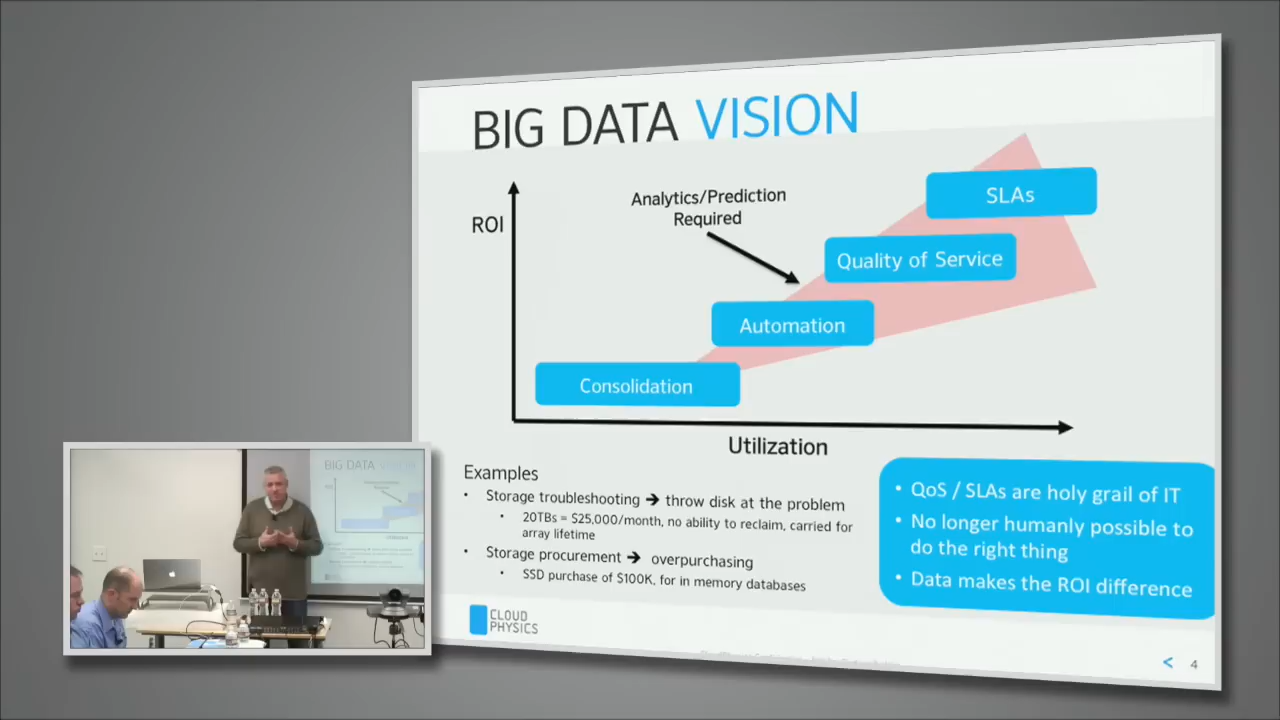 BIG DATA VISION
ROI
Analytics/Prediction
Required
SLAs
Quality of Service
Automation
Consolidation
Utilization
Examples
• Storage troubleshooting → throw disk at the problem
• 20TBs = $25,000/month, no ability to reclaim, carried for
array lifetime
• Storage procurement → overpurchasing
• SSD purchase of $100K, for in memory databases
• QoS / SLAs are holy grail of IT
• No longer humanly possible to
do the right thing
• Data makes the ROI difference
CLOUD
PHYSICS
< 4
BIG DATA VISION